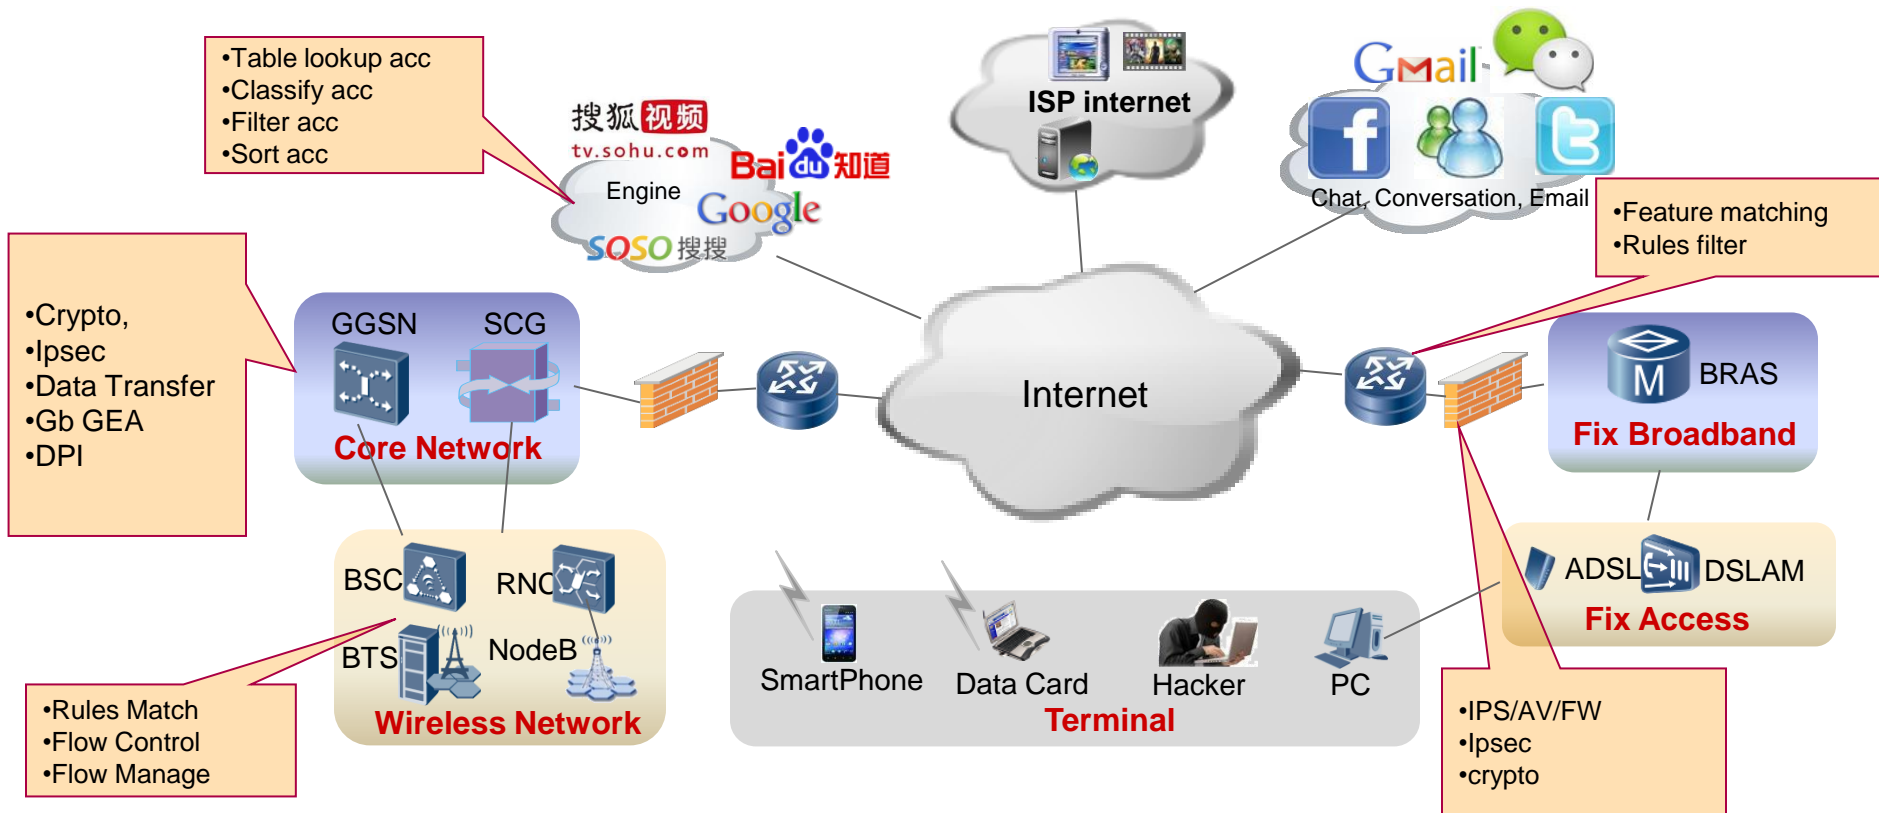 •Table lookup acc
•Classify acc
•Filter acc
•Sort acc
搜狐视频
tv.sohu.com
Baidu知道
Engine
Google
SOSO搜搜
ISP internet
GMail
f
t
Chat, Conversation, Email
•Feature matching
•Rules filter
•Crypto,
•Ipsec
•Data Transfer
•Gb GEA
•DPI
GGSN
SCG
Core Network
Internet
M
BRAS
Fix Broadband
BSC
RNC
BTS
NodeB
Wireless Network
•Rules Match
•Flow Control
•Flow Manage
SmartPhone
Data Card
Hacker
PC
Terminal
ADSL
DSLAM
Fix Access
•IPS/AV/FW
•Ipsec
•crypto